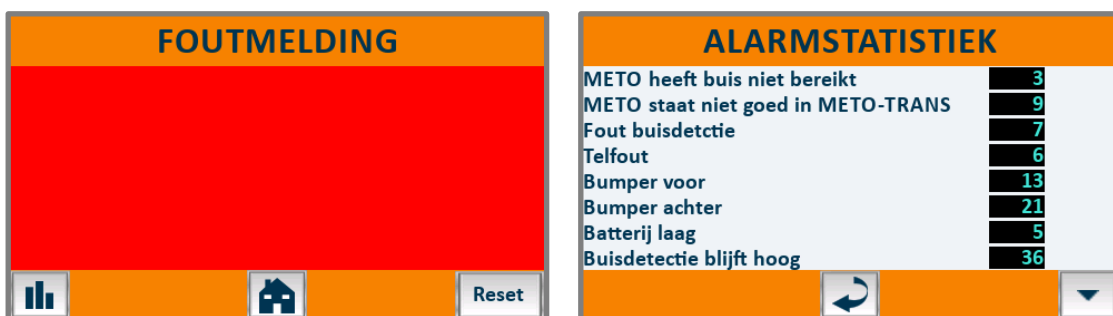 FOUTMELDING
Reset
ALARMSTATISTIEK
METO heeft buis niet bereikt 3
METO staat niet goed in METO-TRANS 9
Fout buisdetctie 7
Telfout 6
Bumper voor 13
Bumper achter 21
Batterij laag 5
Buisdetectie blijft hoog 36